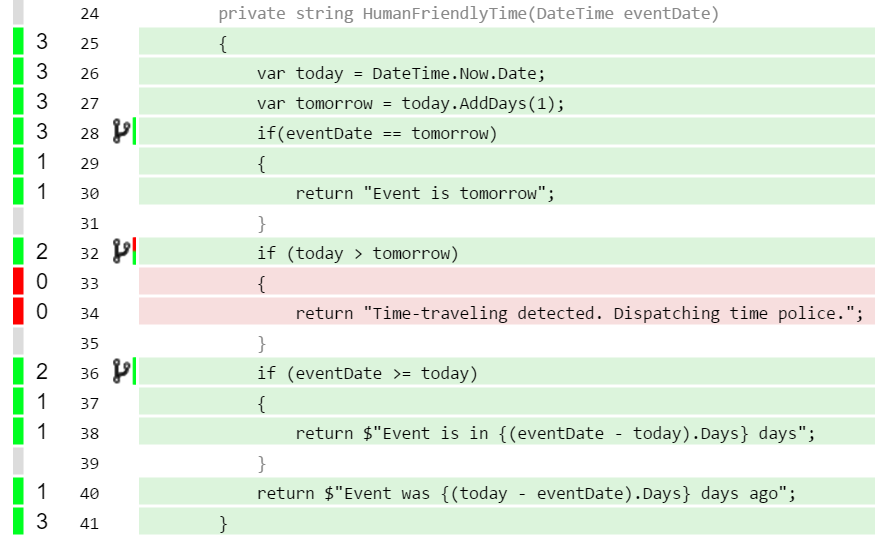 24 private string HumanFriendlyTime(DateTime eventDate)
3 25 {
3 26 var today = DateTime.Now.Date;
3 27 var tomorrow = today.AddDays(1);
3 28 if(eventDate == tomorrow)
1 29 {
1 30 return "Event is tomorrow";
31 }
2 32 if (today > tomorrow)
0 33 {
0 34 return "Time-traveling detected. Dispatching time police.";
35 }
2 36 if (eventDate >= today)
1 37 {
1 38 return $"Event is in {(eventDate - today).Days} days";
39 }
1 40 return $"Event was {(today - eventDate).Days} days ago";
3 41 }